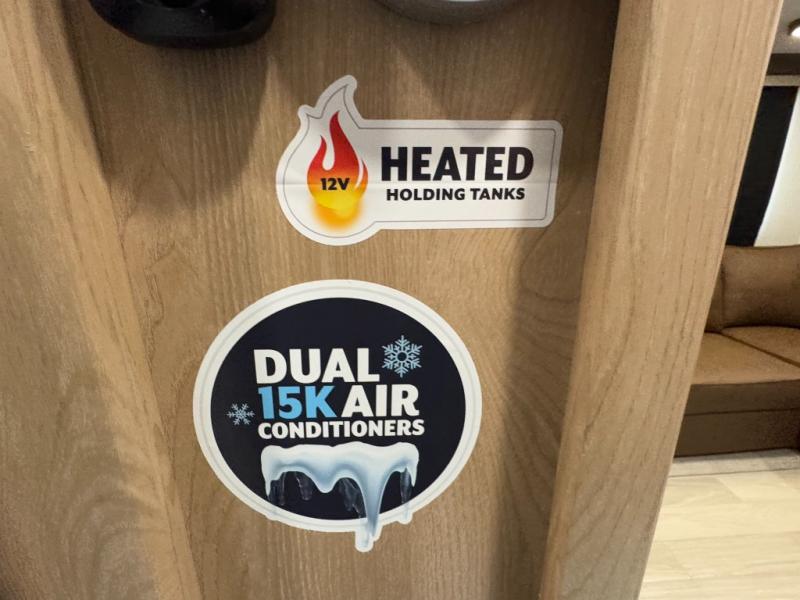 12V
HEATED
HOLDING TANKS
DUAL
15K AIR
CONDITIONERS